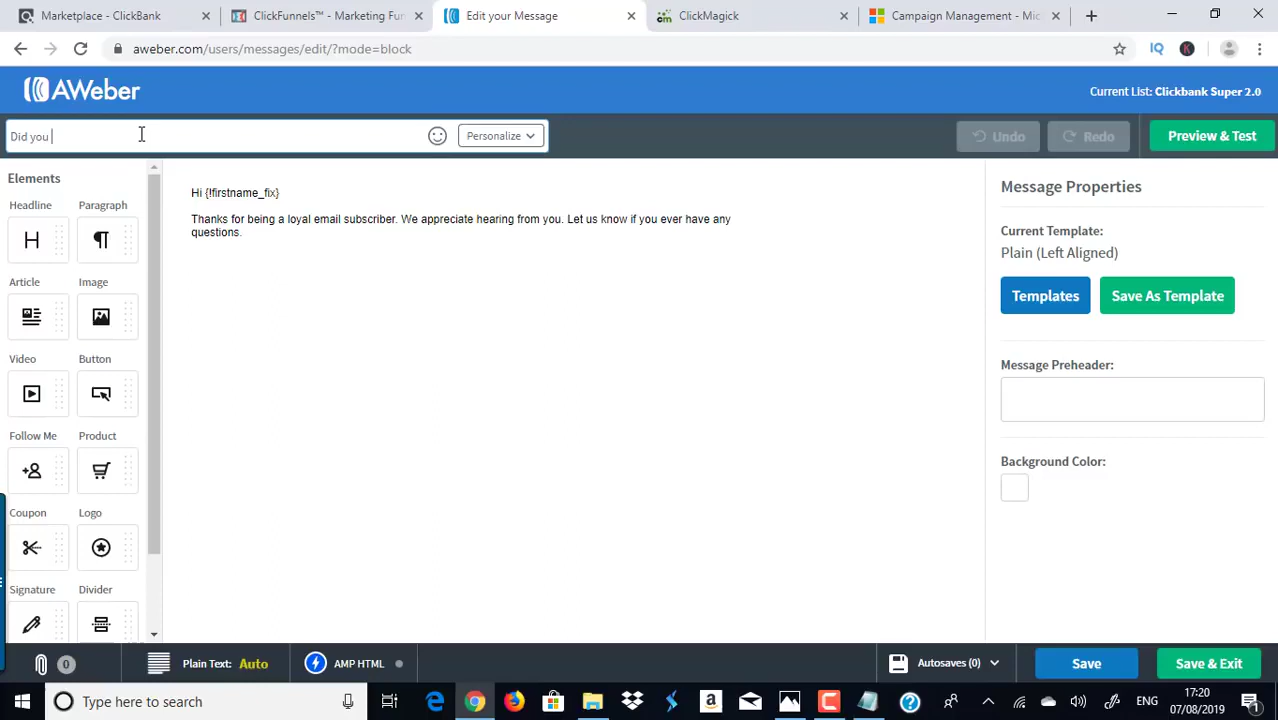 Marketplace - ClickBank
ClickFunnels™ - Marketing Fun
Edit your Message
ClickMagick
Campaign Management - Mic
aweber.com/users/messages/edit/?mode=block
IQ
K
AWeber
Current List: Clickbank Super 2.0
Did you
Personalize
Undo
Redo
Preview & Test
Elements
Headline
Paragraph
H
Article
Image
Video
Button
Follow Me
Product
Coupon
Logo
Signature
Divider
Hi {!firstname_fix}
Thanks for being a loyal email subscriber. We appreciate hearing from you. Let us know if you ever have any
questions.
Message Properties
Current Template:
Plain (Left Aligned)
Templates
Save As Template
Message Preheader:
Background Color:
0
Plain Text: Auto
AMP HTML
Autosaves (0)
Save
Save & Exit
Type here to search
ENG
17:20
07/08/2019
1